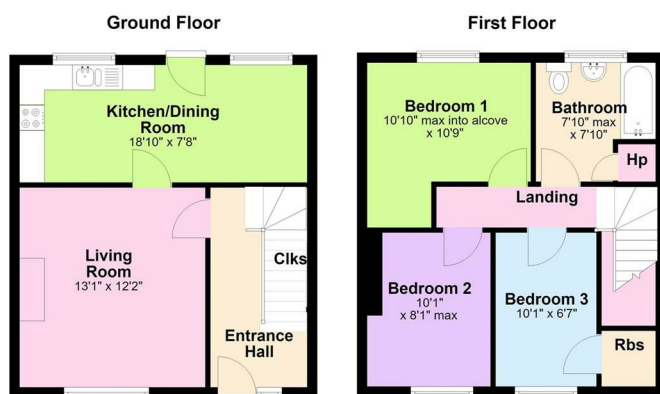 Ground Floor
Kitchen/Dining
Room
18'10" x 7'8"
Living
Room
13'1" x 12'2"
Clks
Entrance
Hall
First Floor
Bedroom 1
10'10" max into alcove
x 10'9"
Bathroom
7'10" max
x 7'10"
Hp
Landing
Bedroom 2
10'1"
x 8'1" max
Bedroom 3
10'1" x 6'7"
Rbs